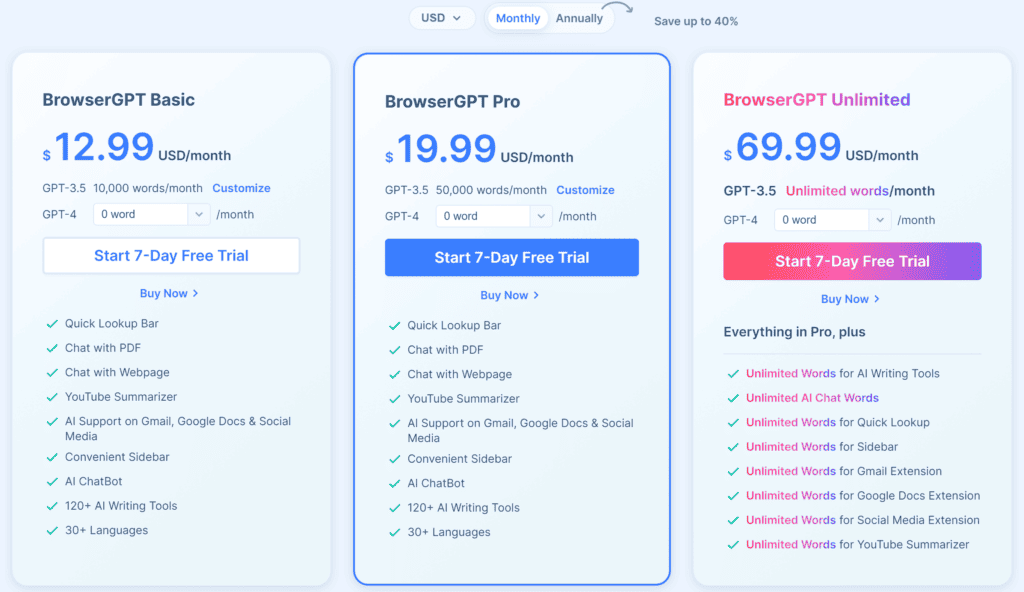 USD
Monthly
Annually
Save up to 40%
BrowserGPT Basic
$ 12.99 USD/month
GPT-3.5 10,000 words/month Customize
GPT-4 0 word /month
Start 7-Day Free Trial
Buy Now
Quick Lookup Bar
Chat with PDF
Chat with Webpage
YouTube Summarizer
AI Support on Gmail, Google Docs & Social
Media
Convenient Sidebar
AI ChatBot
120+ AI Writing Tools
30+ Languages
BrowserGPT Pro
$ 19.99 USD/month
GPT-3.5 50,000 words/month Customize
GPT-4 0 word /month
Start 7-Day Free Trial
Buy Now
Quick Lookup Bar
Chat with PDF
Chat with Webpage
YouTube Summarizer
AI Support on Gmail, Google Docs & Social
Media
Convenient Sidebar
AI ChatBot
120+ AI Writing Tools
30+ Languages
BrowserGPT Unlimited
$ 69.99 USD/month
GPT-3.5 Unlimited words/month
GPT-4 0 word /month
Start 7-Day Free Trial
Buy Now
Everything in Pro, plus
Unlimited Words for AI Writing Tools
Unlimited AI Chat Words
Unlimited Words for Quick Lookup
Unlimited Words for Sidebar
Unlimited Words for Gmail Extension
Unlimited Words for Google Docs Extension
Unlimited Words for Social Media Extension
Unlimited Words for YouTube Summarizer